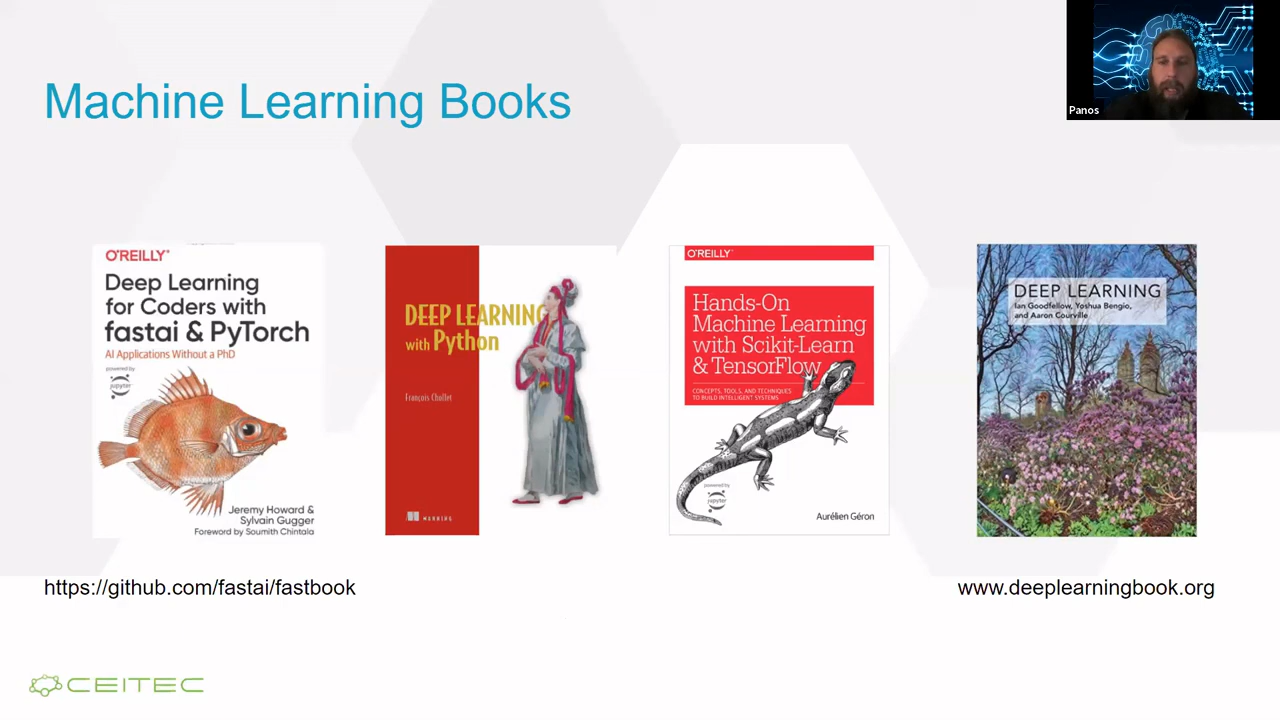 Machine Learning Books
Panos
O'REILLY
Deep Learning
for Coders with
fastai & PyTorch
AI Applications Without a PhD
powered by
jupyter
Jeremy Howard &
Sylvain Gugger
Foreword by Soumith Chintala
DEEP LEARNING
with Python
François Chollet
MANNING
O'REILLY
Hands-On
Machine Learning
with Scikit-Learn
& TensorFlow
CONCEPTS, TOOLS, AND TECHNIQUES
TO BUILD INTELLIGENT SYSTEMS
powered by
jupyter
Aurélien Géron
DEEP LEARNING
Ian Goodfellow, Yoshua Bengio,
and Aaron Courville
https://github.com/fastai/fastbook
www.deeplearningbook.org
CEITEC